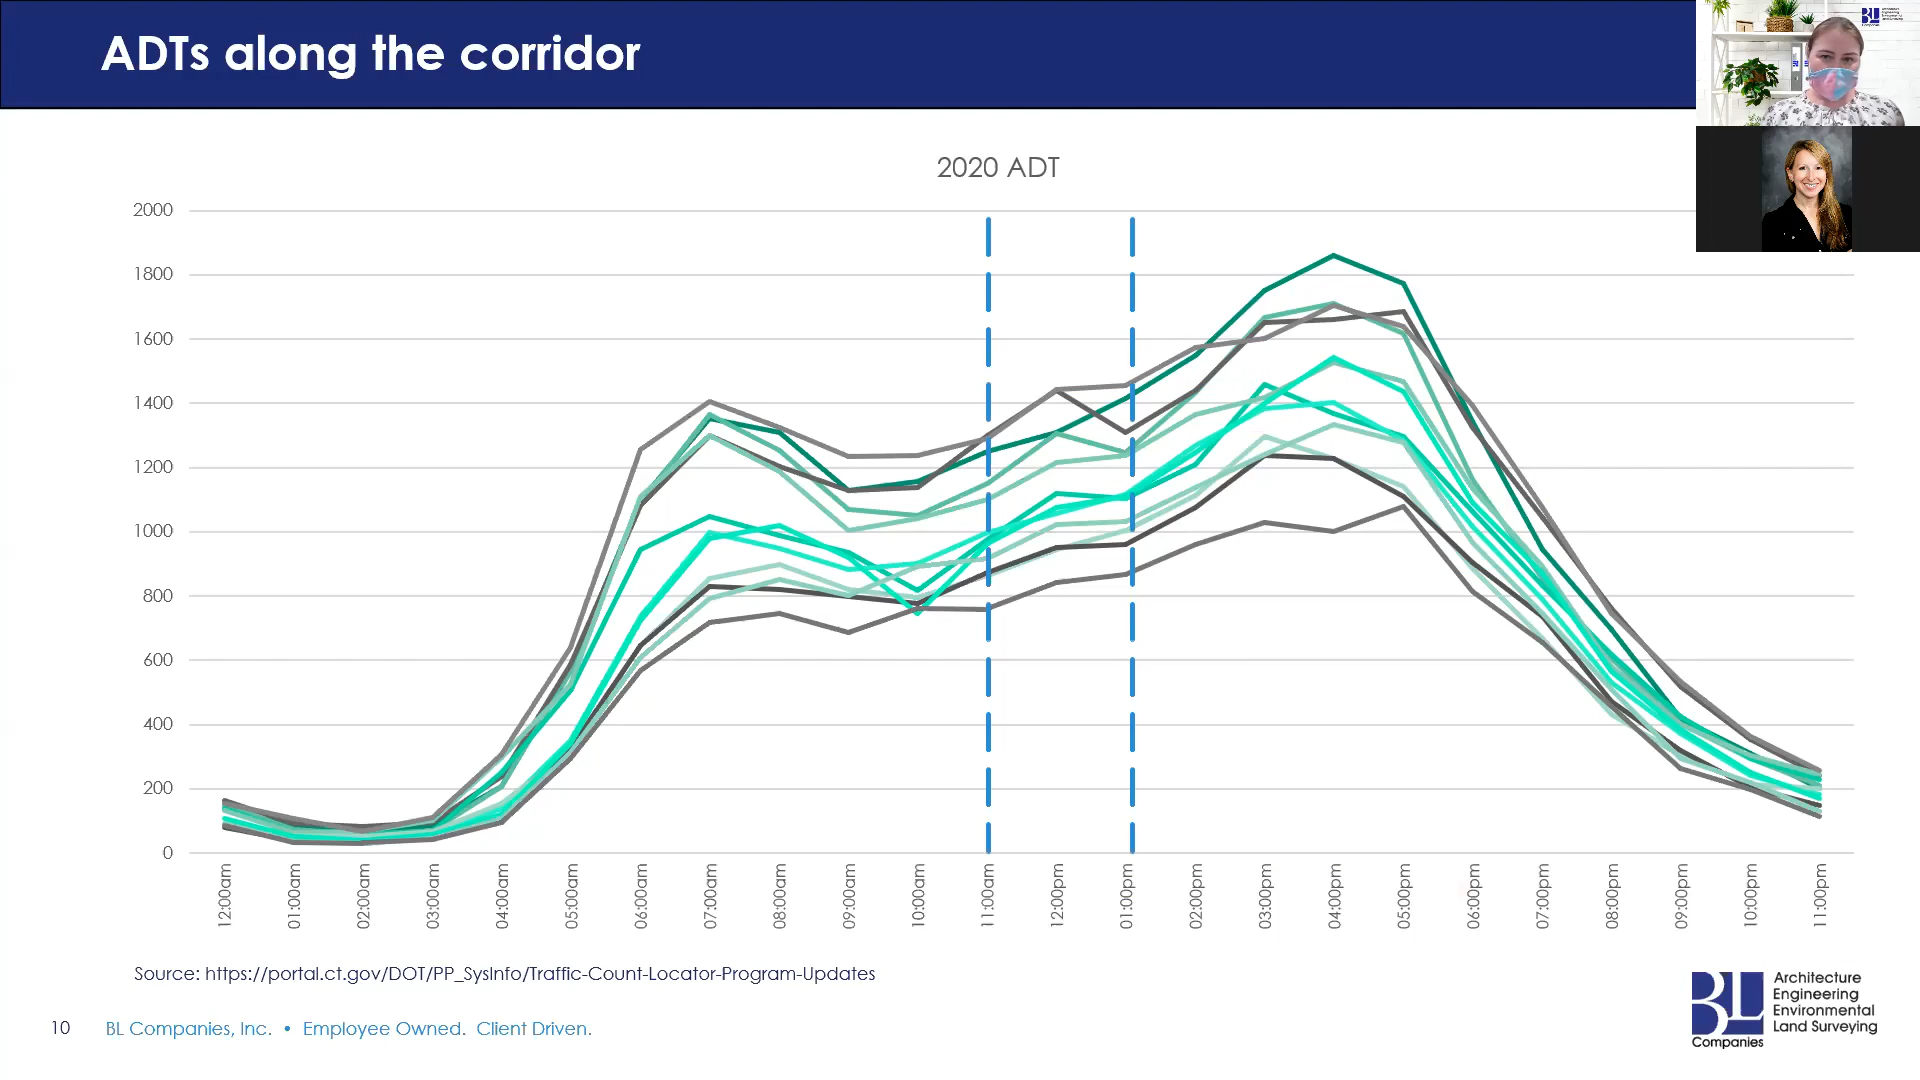 ADTs along the corridor
2020 ADT
2000
1800
1600
1400
1200
1000
800
600
400
200
0
12:00am
01:00am
02:00am
03:00am
04:00am
05:00am
06:00am
07:00am
08:00am
09:00am
10:00am
11:00am
12:00pm
01:00pm
02:00pm
03:00pm
04:00pm
05:00pm
06:00pm
07:00pm
08:00pm
09:00pm
10:00pm
11:00pm
Source: https://portal.ct.gov/DOT/PP_SysInfo/Traffic-Count-Locator-Program-Updates
10
BL Companies, Inc. • Employee Owned. Client Driven.
BL
Companies
Architecture
Engineering
Environmental
Land Surveying